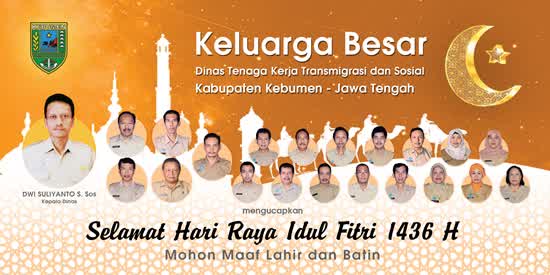 Keluarga Besar
Dinas Tenaga Kerja Transmigrasi dan Sosial
Kabupaten Kebumen - Jawa Tengah
DWI SULIYANTO S. Sos
Kepala Dinas
mengucapkan
Selamat Hari Raya Idul Fitri 1436 H
Mohon Maaf Lahir dan Batin